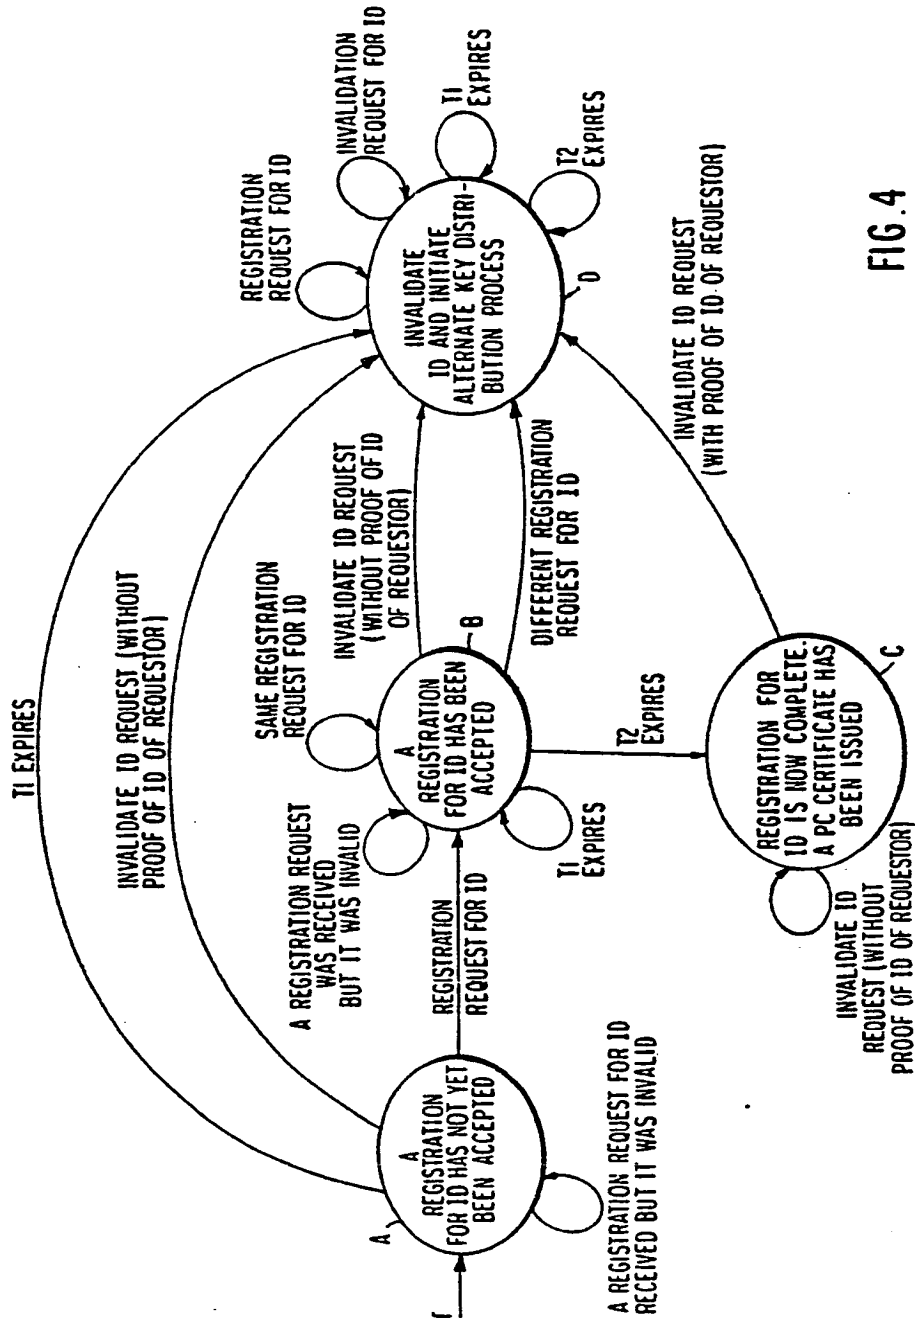 T1 EXPIRES
INVALIDATE ID REQUEST (WITHOUT
PROOF OF ID OF REQUESTOR)
A
A
REGISTRATION
FOR ID HAS NOT YET
BEEN ACCEPTED
A REGISTRATION REQUEST FOR ID
RECEIVED BUT IT WAS INVALID
REGISTRATION
REQUEST FOR ID
A REGISTRATION REQUEST
WAS RECEIVED
BUT IT WAS INVALID
SAME REGISTRATION
REQUEST FOR ID
A
REGISTRATION
FOR ID HAS BEEN
ACCEPTED
B
T1
EXPIRES
T2
EXPIRES
INVALIDATE ID REQUEST
(WITHOUT PROOF OF ID
OF REQUESTOR)
DIFFERENT REGISTRATION
REQUEST FOR ID
REGISTRATION
REQUEST FOR ID
INVALIDATION
REQUEST FOR ID
T1
EXPIRES
T2
EXPIRES
INVALIDATE
ID AND INITIATE
ALTERNATE KEY DISTRI-
BUTION PROCESS
D
INVALIDATE ID REQUEST
(WITH PROOF OF ID OF REQUESTOR)
REGISTRATION FOR
ID IS NOW COMPLETE.
A PC CERTIFICATE HAS
BEEN ISSUED
C
INVALIDATE ID
REQUEST (WITHOUT
PROOF OF ID OF REQUESTOR)
FIG.4